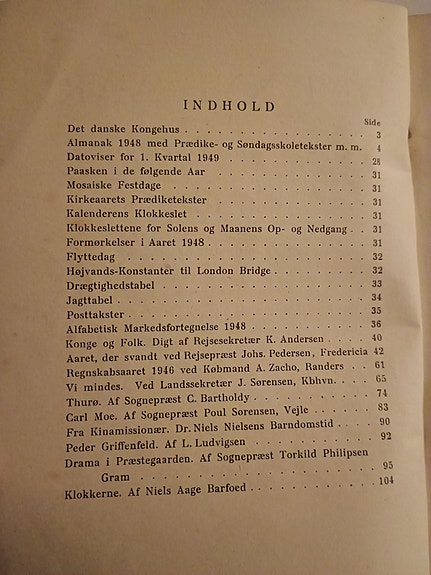 INDHOLD
Side
Det danske Kongehus . . . . . . . . . . . . . . . . 3
Almanak 1948 med Prædike- og Søndagsskoletekster m. m. 4
Datoviser for 1. Kvartal 1949 . . . . . . . . . . . . 28
Paasken i de følgende Aar . . . . . . . . . . . . . 31
Mosaiske Festdage . . . . . . . . . . . . . . . . 31
Kirkeaarets Prædiketekster . . . . . . . . . . . . . 31
Kalenderens Klokkeslet . . . . . . . . . . . . . . 31
Klokkeslettene for Solens og Maanens Op- og Nedgang . . 31
Formørkelser i Aaret 1948 . . . . . . . . . . . . . 31
Flyttedag . . . . . . . . . . . . . . . . . . . 32
Højvands-Konstanter til London Bridge . . . . . . . . 32
Drægtighedstabel . . . . . . . . . . . . . . . . 33
Jagttabel . . . . . . . . . . . . . . . . . . . 34
Posttakster . . . . . . . . . . . . . . . . . . 35
Alfabetisk Markedsfortegnelse 1948 . . . . . . . . . . 36
Konge og Folk. Digt af Rejsesekretær K. Andersen . . . . 40
Aaret, der svandt ved Rejsepræst Johs. Pedersen, Fredericia 42
Regnskabsaaret 1946 ved Købmand A. Zacho, Randers . . . 61
Vi mindes. Ved Landssekretær J. Sørensen, Kbhvn. . . . 65
Thurø. Af Sognepræst C. Bartholdy . . . . . . . . . . 74
Carl Moe. Af Sognepræst Poul Sørensen, Vejle . . . . . 83
Fra Kinamissionær. Dr. Niels Nielsens Barndomstid . . . . 90
Peder Griffenfeld. Af L. Ludvigsen . . . . . . . . . . 92
Drama i Præstegaarden. Af Sognepræst Torkild Philipsen
Gram . . . . . . . . . . . . . . . . . . . 95
Klokkerne. Af Niels Aage Barfoed . . . . . . . . . . 104